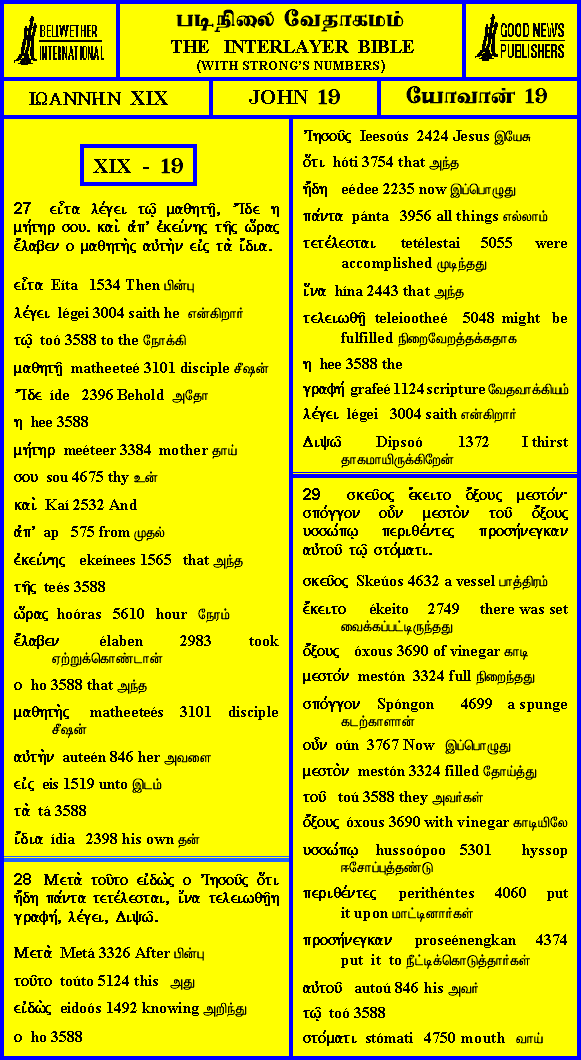 BELLWETHER
INTERNATIONAL
படிநிலை வேதாகமம்
THE INTERLAYER BIBLE
(WITH STRONG'S NUMBERS)
GOOD NEWS
PUBLISHERS
ΙΩΑΝΝΗΝ XIX
JOHN 19
யோவான் 19
XIX - 19
27 εἶτα λέγει τῷ μαθητῇ, Ἴδε η
μήτηρ σου. καὶ ἀπ' ἐκείνης τῆς ὥρας
ἔλαβεν ο μαθητὴς αὐτὴν εἰς τὰ ἴδια.
εἶτα Eíta 1534 Then பின்பு
λέγει légei 3004 saith he என்கிறார்
τῷ toó 3588 to the நோக்கி
μαθητῇ matheeteé 3101 disciple சீஷன்
Ἴδε íde 2396 Behold அதோ
η hee 3588
μήτηρ meéteer 3384 mother தாய்
σου sou 4675 thy உன்
καὶ Kaí 2532 And
ἀπ' ap 575 from முதல்
ἐκείνης ekeínees 1565 that அந்த
τῆς teés 3588
ὥρας hoóras 5610 hour நேரம்
ἔλαβεν élaben 2983 took
ஏற்றுக்கொண்டான்
ο ho 3588 that அந்த
μαθητὴς matheeteés 3101 disciple
சீஷன்
αὐτὴν auteén 846 her அவளை
εἰς eis 1519 unto இடம்
τὰ tá 3588
ἴδια ídia 2398 his own தன்
28 Μετὰ τοῦτο εἰδὼς ο Ἰησοῦς ὅτι
ἤδη πάντα τετέλεσται, ἵνα τελειωθῇη
γραφή, λέγει, Διψῶ.
Μετὰ Metá 3326 After பின்பு
τοῦτο toúto 5124 this அது
εἰδὼς eidoós 1492 knowing அறிந்து
ο ho 3588
Ἰησοῦς Ieesoús 2424 Jesus இயேசு
ὅτι hóti 3754 that அந்த
ἤδη eédee 2235 now இப்பொழுது
πάντα pánta 3956 all things எல்லாம்
τετέλεσται tetélestai 5055 were
accomplished முடிந்தது
ἵνα hína 2443 that அந்த
τελειωθῇ teleiootheé 5048 might be
fulfilled நிறைவேறத்தக்கதாக
η hee 3588 the
γραφή grafeé 1124 scripture வேதவாக்கியம்
λέγει légei 3004 saith என்கிறார்
Διψῶ Dipsoó 1372 I thirst
தாகமாயிருக்கிறேன்
29 σκεῦος ἔκειτο ὄξους μεστόν·
σπόγγον οὖν μεστὸν τοῦ ὄξους
υσσώπῳ περιθέντες προσήνεγκαν
αὐτοῦ τῷ στόματι.
σκεῦος Skeúos 4632 a vessel பாத்திரம்
ἔκειτο ékeito 2749 there was set
வைக்கப்பட்டிருந்தது
ὄξους óxous 3690 of vinegar காடி
μεστόν mestón 3324 full நிறைந்தது
σπόγγον Spóngon 4699 a spunge
கடற்காளான்
οὖν oún 3767 Now இப்பொழுது
μεστὸν mestón 3324 filled தோய்த்து
τοῦ toú 3588 they அவர்கள்
ὄξους óxous 3690 with vinegar காடியிலே
υσσώπῳ hussoópoo 5301 hyssop
ஈசோப்புத்தண்டு
περιθέντες perithéntes 4060 put
it upon மாட்டினார்கள்
προσήνεγκαν proseénengkan 4374
put it to நீட்டிக்கொடுத்தார்கள்
αὐτοῦ autoú 846 his அவர்
τῷ toó 3588
στόματι stómati 4750 mouth வாய்